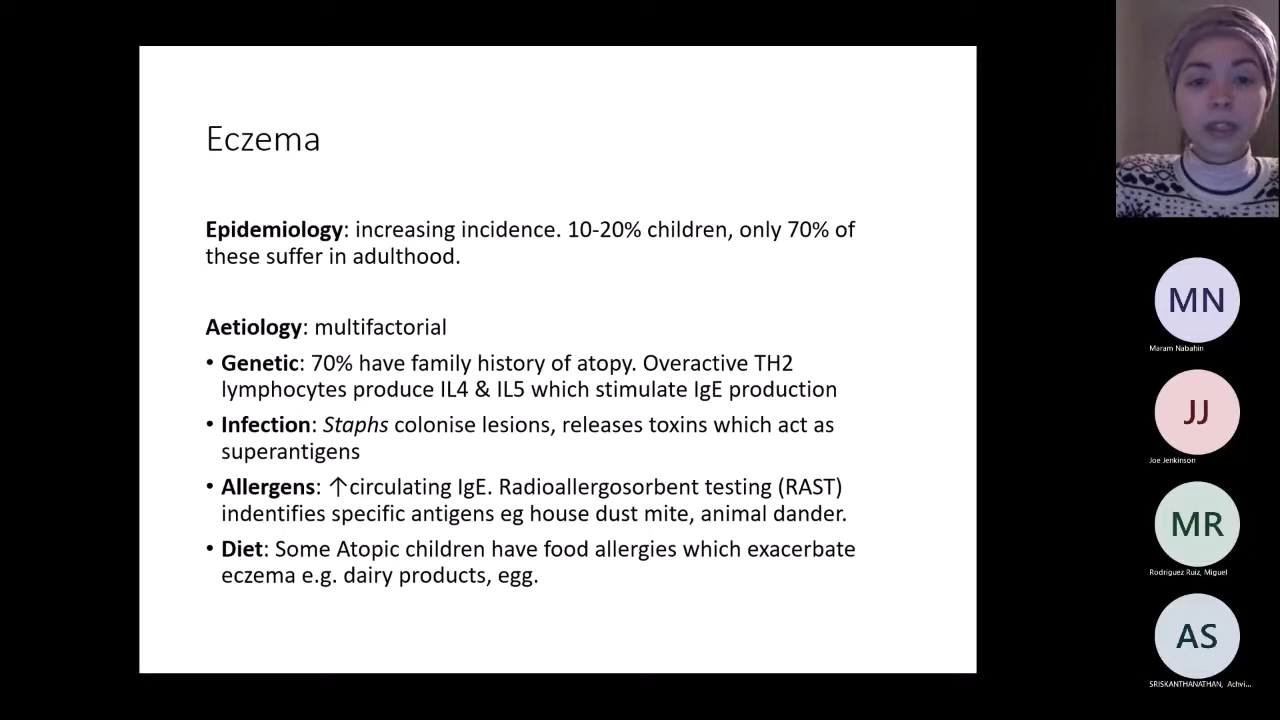 Eczema
Epidemiology: increasing incidence. 10-20% children, only 70% of
these suffer in adulthood.
Aetiology: multifactorial
• Genetic: 70% have family history of atopy. Overactive TH2
lymphocytes produce IL4 & IL5 which stimulate IgE production
• Infection: Staphs colonise lesions, releases toxins which act as
superantigens
• Allergens: ↑circulating IgE. Radioallergosorbent testing (RAST)
indentifies specific antigens eg house dust mite, animal dander.
• Diet: Some Atopic children have food allergies which exacerbate
eczema e.g. dairy products, egg.
MN
Maram Nabahin
JJ
Joe Jenkinson
MR
Rodriguez Ruiz, Miguel
AS
SRISKANTHANATHAN, Achvi...